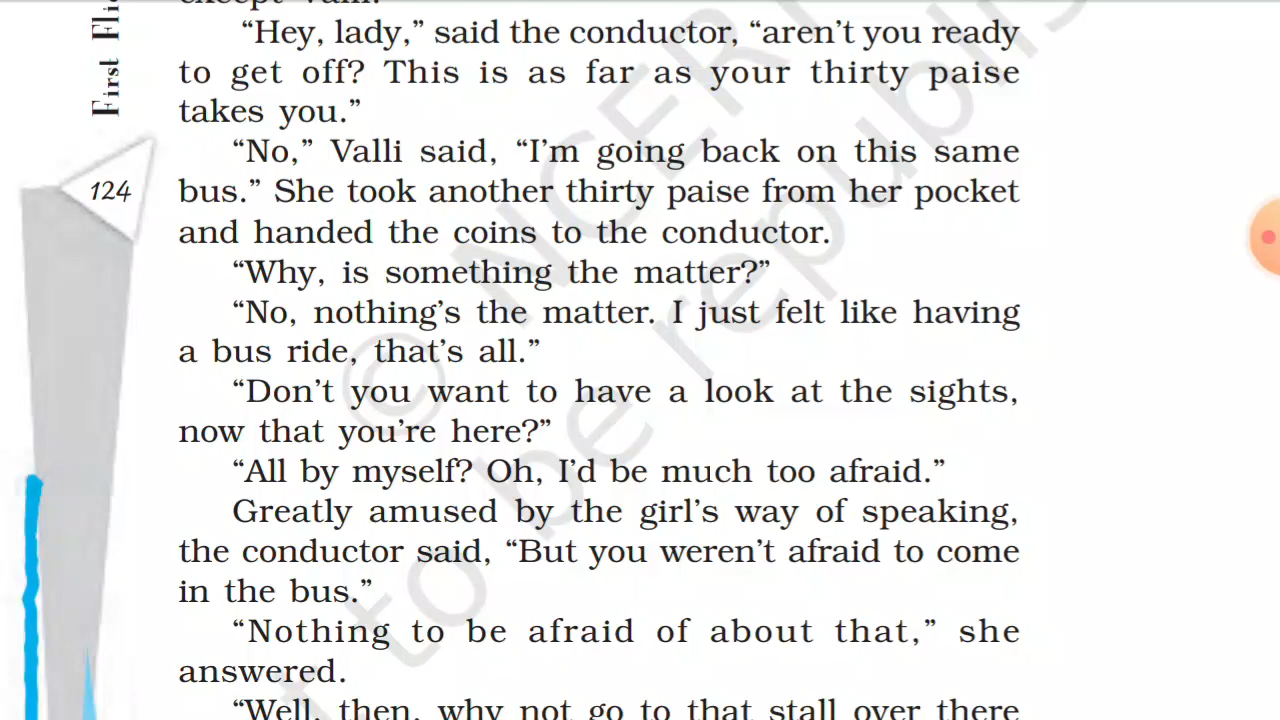 “Hey, lady,” said the conductor, “aren’t you ready
to get off? This is as far as your thirty paise
takes you.”
“No,” Valli said, “I’m going back on this same
bus.” She took another thirty paise from her pocket
and handed the coins to the conductor.
“Why, is something the matter?”
“No, nothing’s the matter. I just felt like having
a bus ride, that’s all.”
“Don’t you want to have a look at the sights,
now that you’re here?”
“All by myself? Oh, I’d be much too afraid.”
Greatly amused by the girl’s way of speaking,
the conductor said, “But you weren’t afraid to come
in the bus.”
“Nothing to be afraid of about that,” she
answered.
“Well, then, why not go to that stall over there
First
124
© NCERT
to be republis